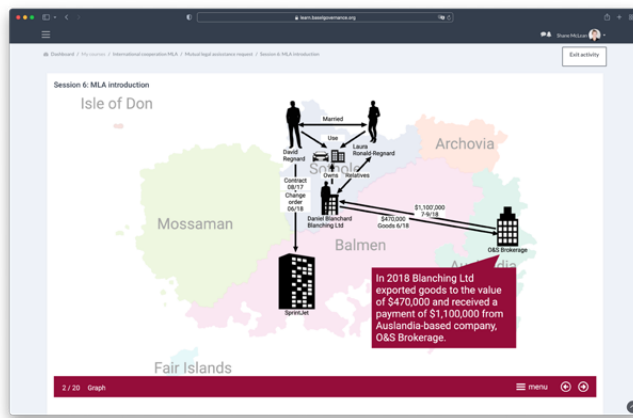 learn.baselgovernance.org
Shane McLean
Dashboard / My courses / International cooperation MLA / Mutual legal assistance request / Session 6: MLA introduction
Exit activity
Session 6: MLA introduction
Isle of Don
Married
Use
David
Regnard
Laura
Ronald-Regnard
Archovia
Contract
08/17
Change
order
06/18
Owns
Relatives
Mossaman
Daniel Blanchard
Blanching Ltd
$1,100,000
7-9/18
$470,000
Goods 6/18
Balmen
O&S Brokerage
SprintJet
In 2018 Blanching Ltd
exported goods to the value
of $470,000 and received a
payment of $1,100,000 from
Auslandia-based company,
O&S Brokerage.
Fair Islands
2 / 20 Graph
menu